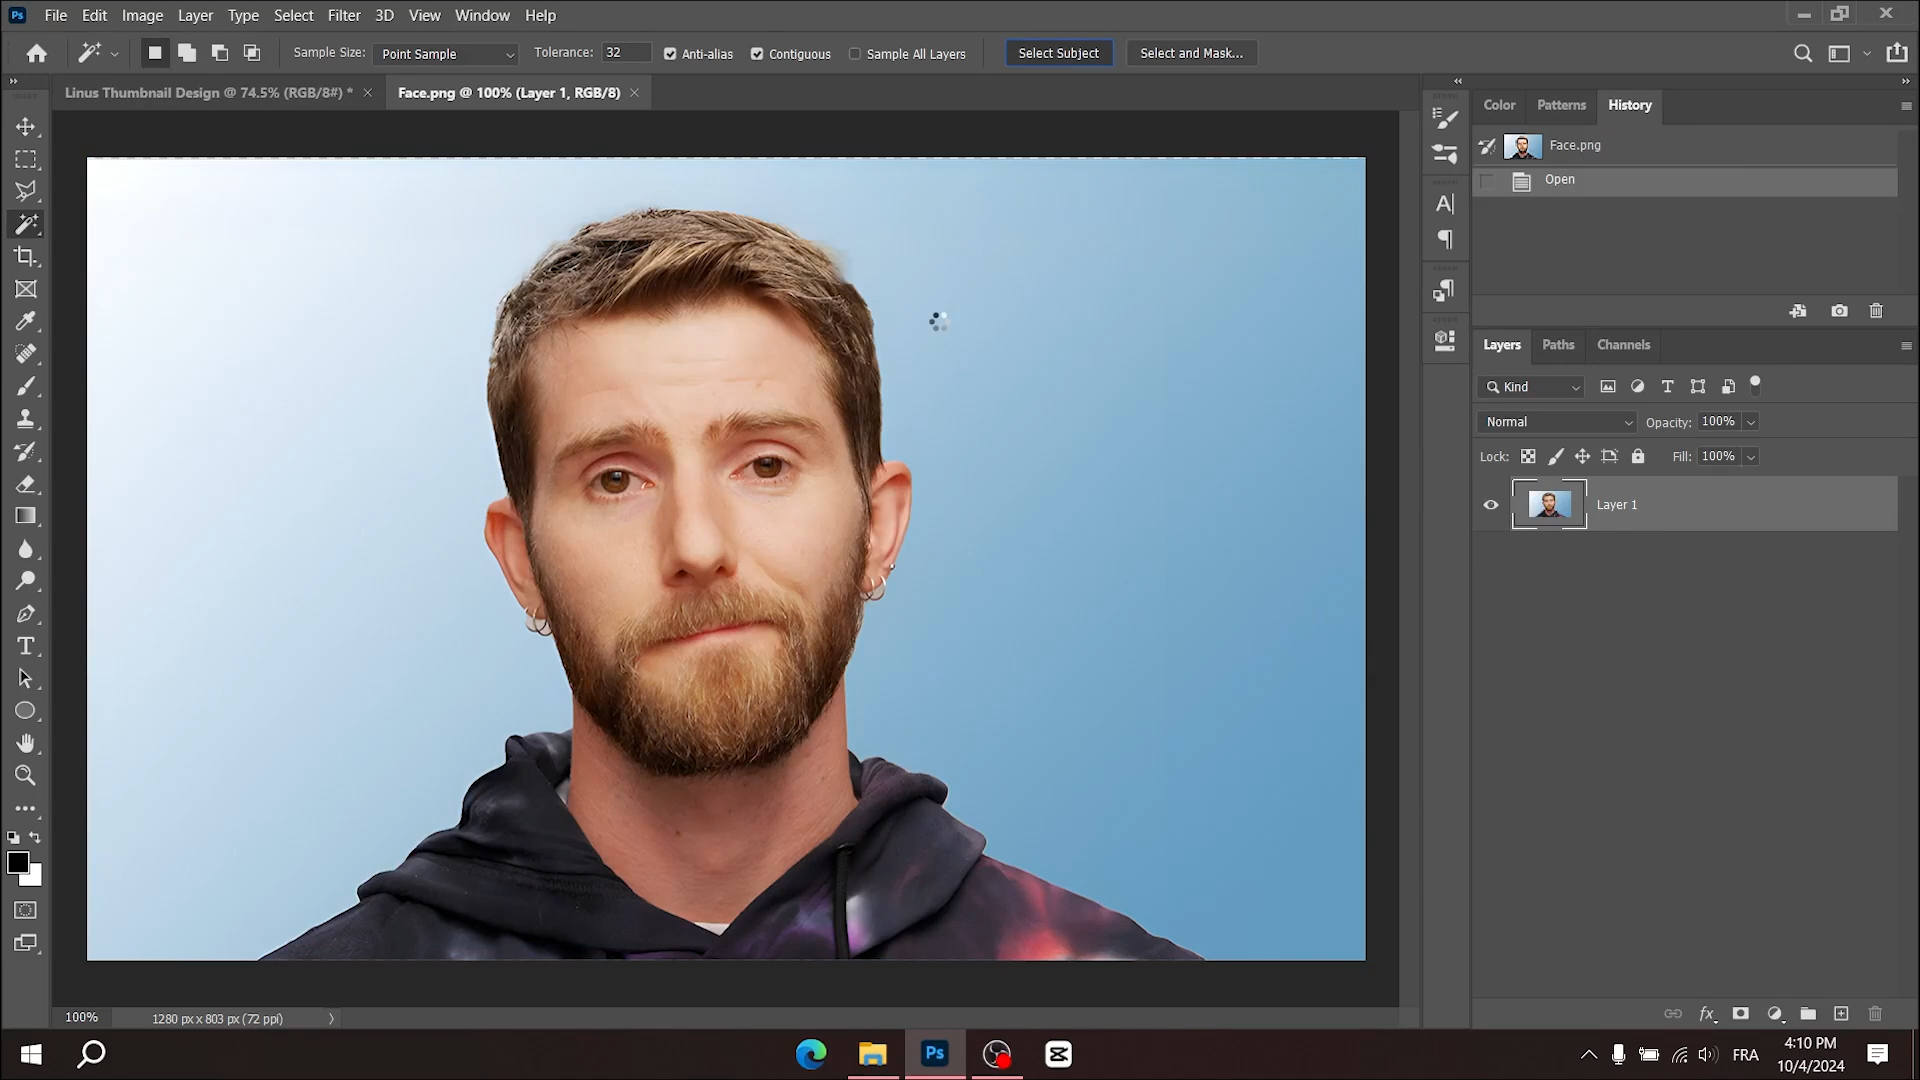 Ps File Edit Image Layer Type Select Filter 3D View Window Help
Sample Size: Point Sample Tolerance: 32 Anti-alias Contiguous Sample All Layers Select Subject Select and Mask...
Linus Thumbnail Design @ 74.5% (RGB/8#) * Face.png @ 100% (Layer 1, RGB/8)
Color Patterns History
Face.png
Open
Layers Paths Channels
Kind
Normal Opacity: 100%
Lock: Fill: 100%
Layer 1
100% 1280 px x 803 px (72 ppi)
Ps FRA 4:10 PM
10/4/2024